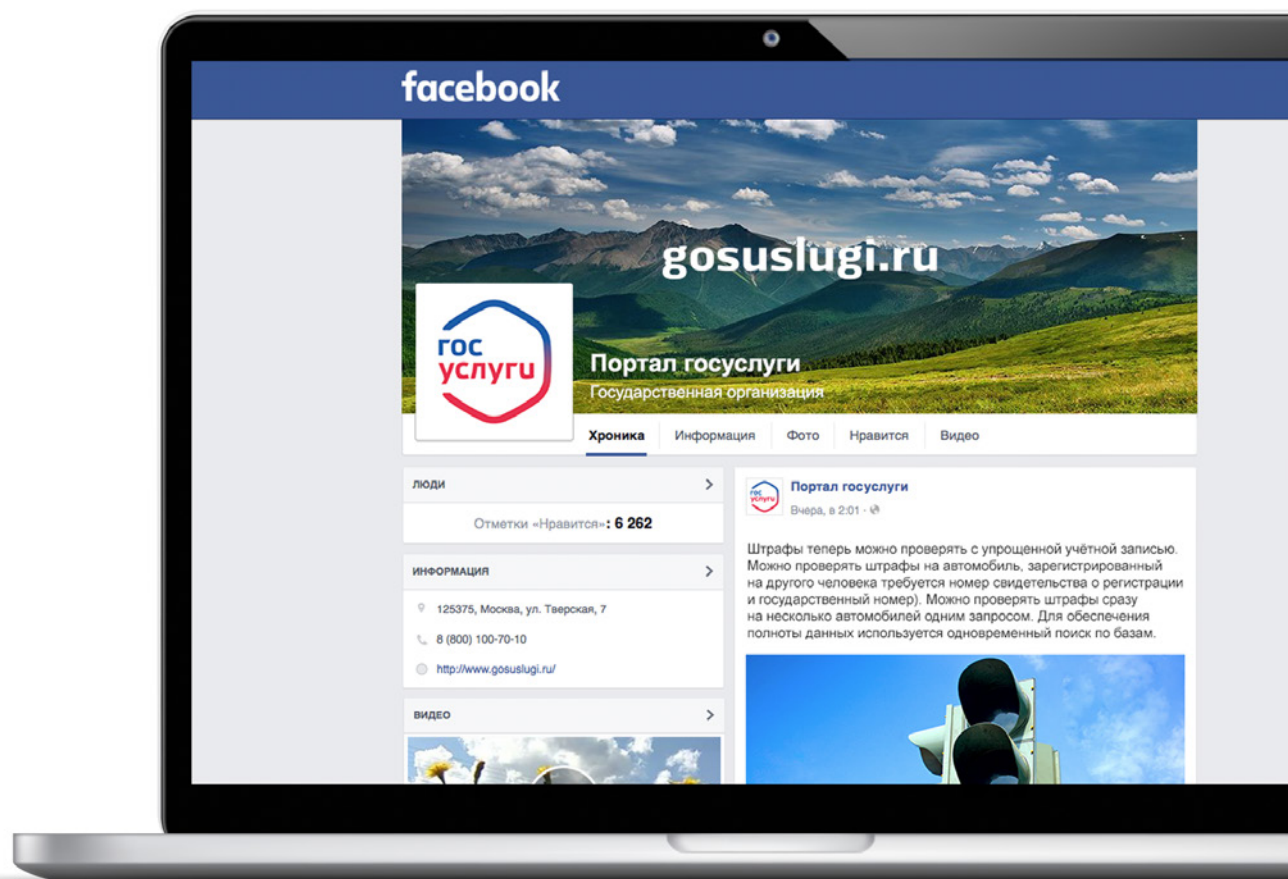 facebook
gosuslugi.ru
гос
услуги
Портал госуслуги
Государственная организация
Хроника Информация Фото Нравится Видео
ЛЮДИ
Отметки «Нравится»: 6 262
ИНФОРМАЦИЯ
125375, Москва, ул. Тверская, 7
8 (800) 100-70-10
http://www.gosuslugi.ru/
ВИДЕО
гос
услуги
Портал госуслуги
Вчера, в 2:01 ·
Штрафы теперь можно проверять с упрощенной учётной записью.
Можно проверять штрафы на автомобиль, зарегистрированный
на другого человека требуется номер свидетельства о регистрации
и государственный номер). Можно проверять штрафы сразу
на несколько автомобилей одним запросом. Для обеспечения
полноты данных используется одновременный поиск по базам.